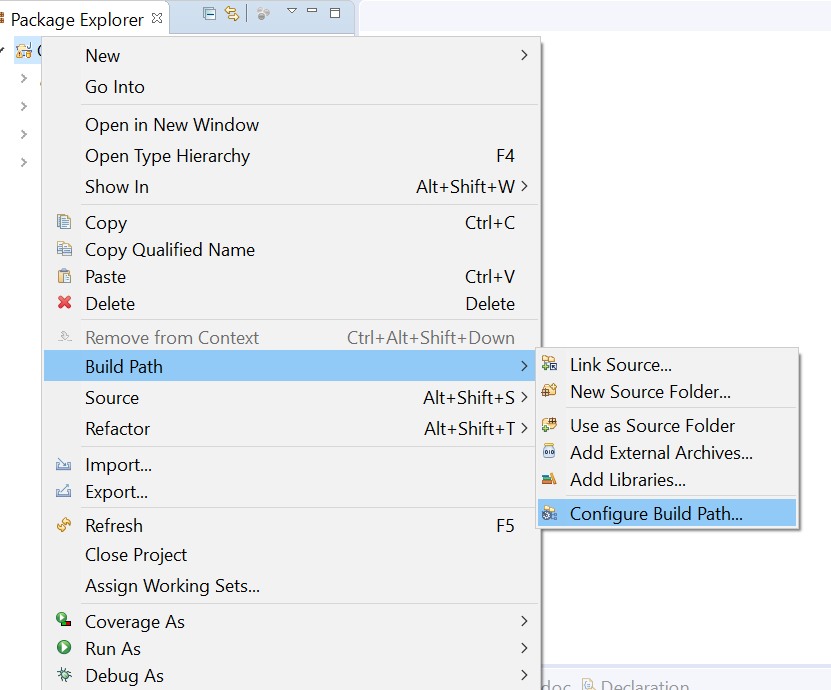 Package Explorer
New
Go Into
Open in New Window
Open Type Hierarchy F4
Show In Alt+Shift+W
Copy Ctrl+C
Copy Qualified Name
Paste Ctrl+V
Delete Delete
Remove from Context Ctrl+Alt+Shift+Down
Build Path
Source Alt+Shift+S
Refactor Alt+Shift+T
Import...
Export...
Refresh F5
Close Project
Assign Working Sets...
Coverage As
Run As
Debug As
Link Source...
New Source Folder...
Use as Source Folder
Add External Archives...
Add Libraries...
Configure Build Path...
Declaration